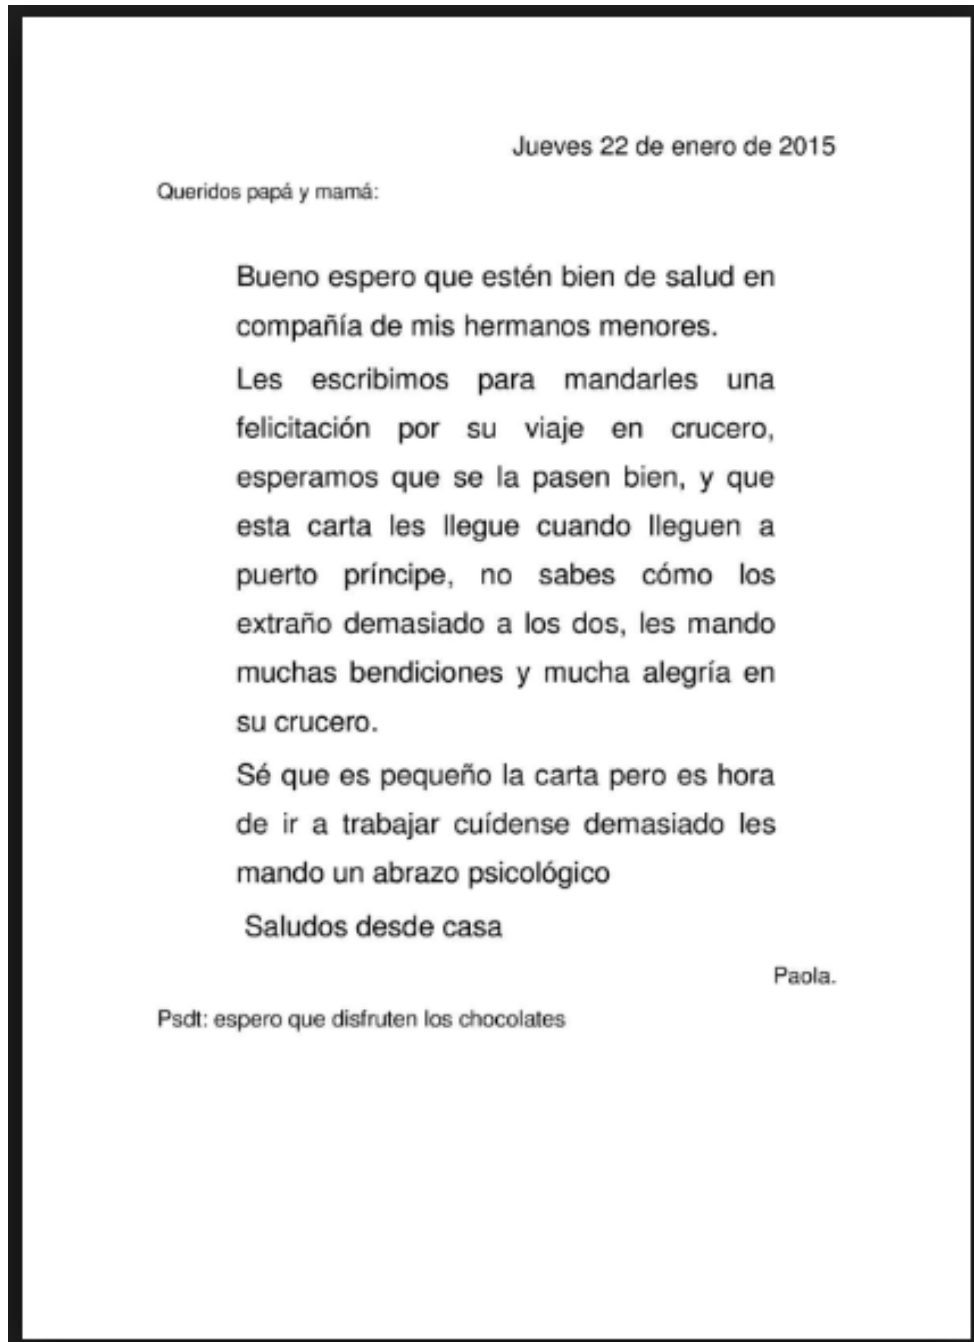 Jueves 22 de enero de 2015
Queridos papá y mamá:
Bueno espero que estén bien de salud en
compañía de mis hermanos menores.
Les escribimos para mandarles una
felicitación por su viaje en crucero,
esperamos que se la pasen bien, y que
esta carta les llegue cuando lleguen a
puerto príncipe, no sabes cómo los
extraño demasiado a los dos, les mando
muchas bendiciones y mucha alegría en
su crucero.
Sé que es pequeño la carta pero es hora
de ir a trabajar cuídense demasiado les
mando un abrazo psicológico
Saludos desde casa
Paola.
Psdt: espero que disfruten los chocolates